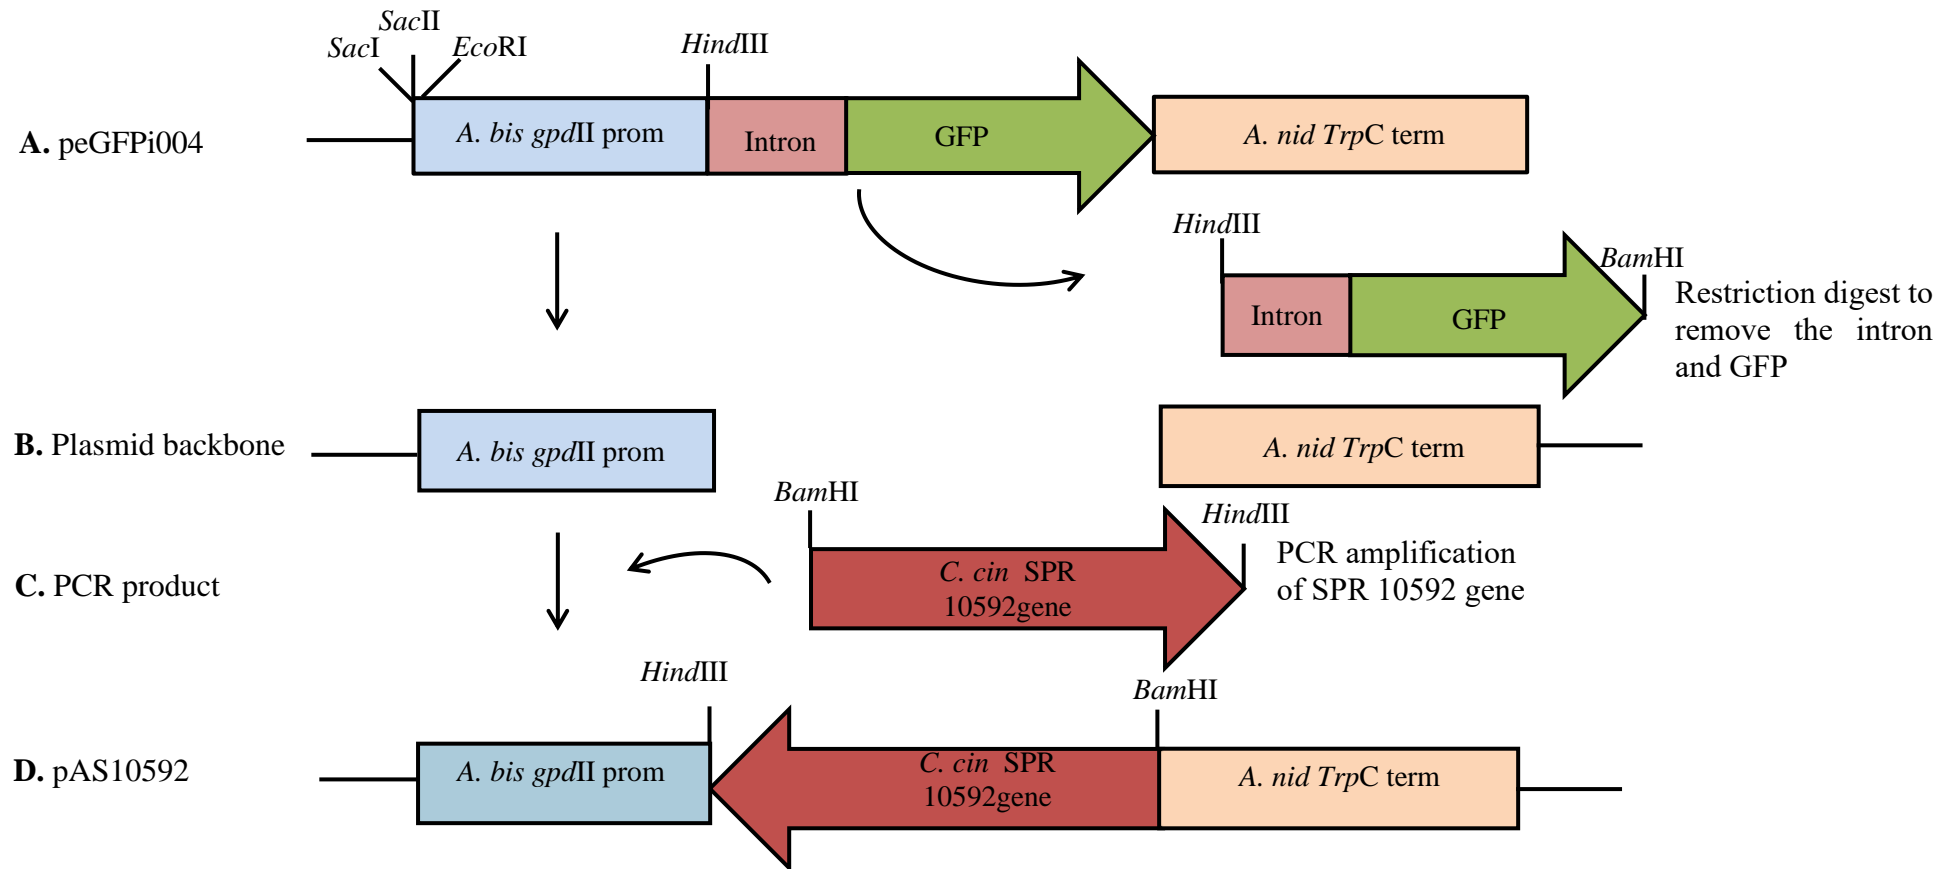 SacII
SacI
EcoRI
HindIII
A. peGFPi004
A. bis gpdII prom
Intron
GFP
A. nid TrpC term
HindIII
BamHI
Intron
GFP
Restriction digest to
remove the intron
and GFP
B. Plasmid backbone
A. bis gpdII prom
A. nid TrpC term
BamHI
HindIII
C. PCR product
C. cin SPR
10592gene
PCR amplification
of SPR 10592 gene
HindIII
BamHI
D. pAS10592
A. bis gpdII prom
C. cin SPR
10592gene
A. nid TrpC term